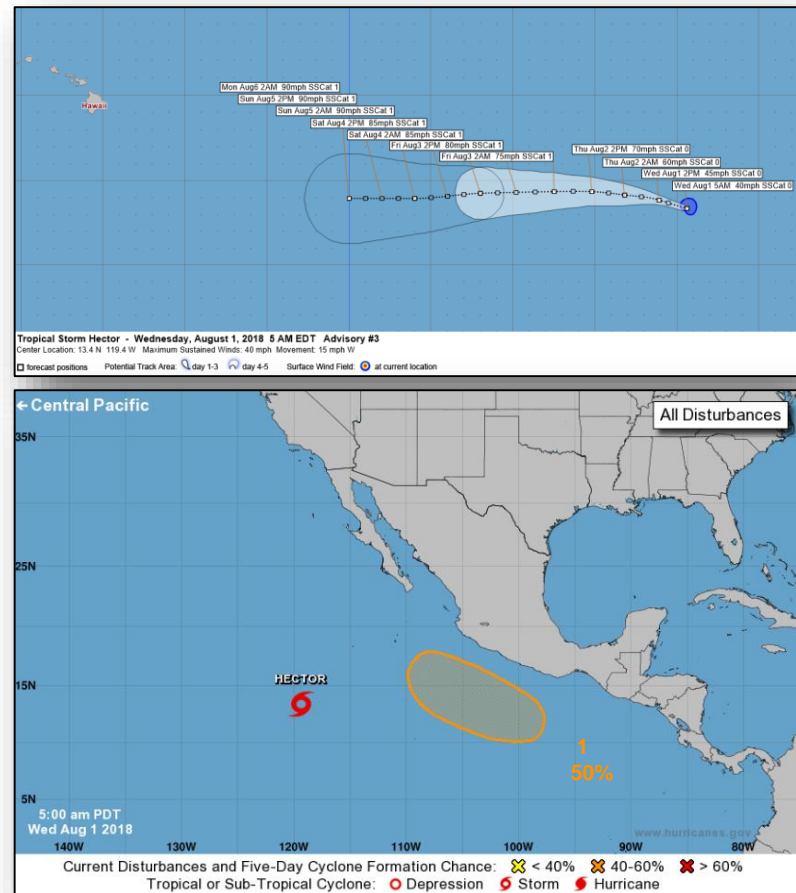 Mon Aug6 2AM 90mph SSCat 1
Sun Aug5 2PM 90mph SSCat 1
Hawaii
Sun Aug5 2AM 90mph SSCat 1
Sat Aug4 2PM 85mph SSCat 1
Sat Aug4 2AM 85mph SSCat 1
Fri Aug3 2PM 80mph SSCat 1
Thu Aug2 2PM 70mph SSCat 0
Fri Aug3 2AM 75mph SSCat 1
Thu Aug2 2AM 60mph SSCat 0
Wed Aug1 2PM 45mph SSCat 0
Wed Aug1 5AM 40mph SSCat 0
Tropical Storm Hector - Wednesday, August 1, 2018 5 AM EDT Advisory #3
Center Location: 13.4 N 119.4 W Maximum Sustained Winds: 40 mph Movement: 15 mph W
forecast positions Potential Track Area: day 1-3 day 4-5 Surface Wind Field: at current location
←Central Pacific
All Disturbances
35N
25N
15N
HECTOR
1
50%
5N
5:00 am PDT
Wed Aug 1 2018
www.hurricanes.gov
140W 130W 120W 110W 100W 90W 80W
Current Disturbances and Five-Day Cyclone Formation Chance: < 40% 40-60% > 60%
Tropical or Sub-Tropical Cyclone: Depression Storm Hurricane